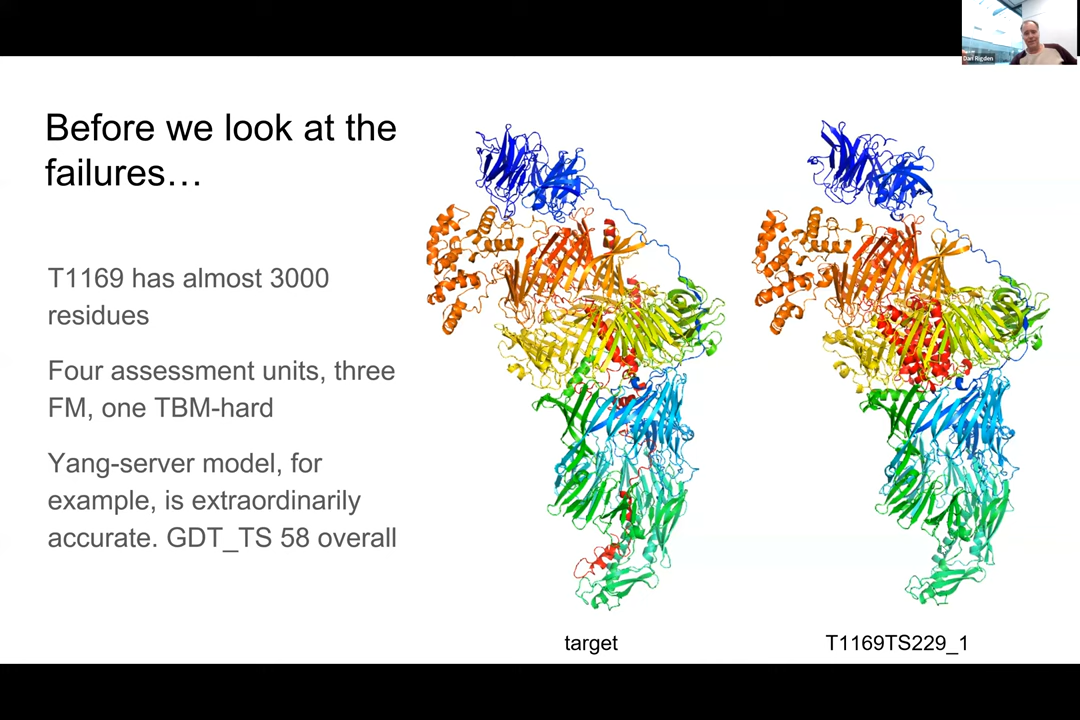 Dan Rigden
Before we look at the
failures…
T1169 has almost 3000
residues
Four assessment units, three
FM, one TBM-hard
Yang-server model, for
example, is extraordinarily
accurate. GDT_TS 58 overall
target
T1169TS229_1